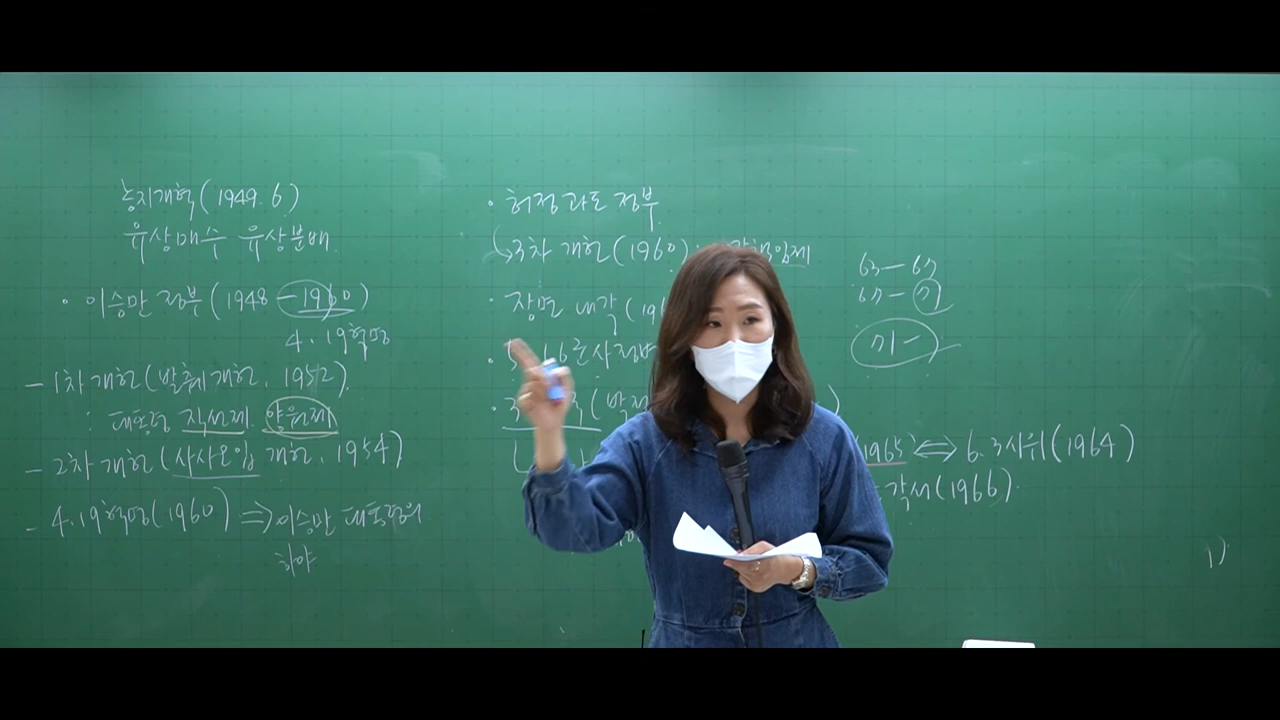 농지개혁(1949.6)
유상매수 유상분배
· 이승만 정부(1948-1960)
4.19혁명
- 1차 개헌(발췌개헌, 1952)
: 대통령 직선제 양원제
- 2차 개헌(사사오입 개헌, 1954)
- 4.19혁명(1960) ⇒ 이승만 대통령의
하야
· 허정 과도 정부
↳ 3차 개헌(1960):
· 장면 내각(
· 군사정변
63-67
67-71
71-
1965) ⇔ 6.3시위(1964)
각서(1966)
1)